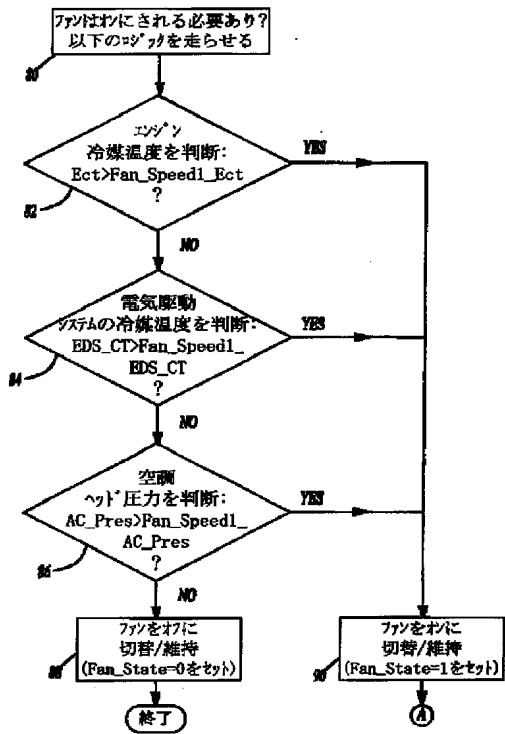 ファンはオンにされる必要あり?
以下のロジックを走らせる
80
エンジン
冷媒温度を判断:
Ect>Fan_Speed1_Ect
?
YES
82
NO
電気駆動
システムの冷媒温度を判断:
EDS_CT>Fan_Speed1_
EDS_CT
?
YES
84
NO
空調
ヘッド圧力を判断:
AC_Pres>Fan_Speed1_
AC_Pres
?
YES
86
NO
ファンをオフに
切替/維持
(Fan_State=0をセット)
88
ファンをオンに
切替/維持
(Fan_State=1をセット)
90
終了
A